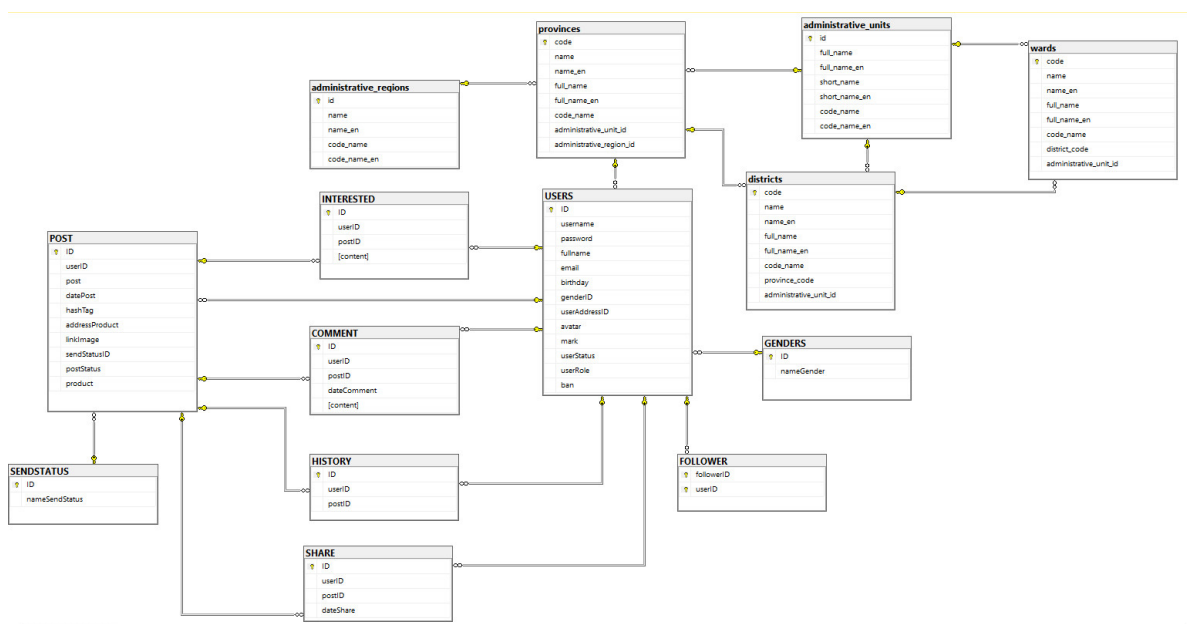 provinces
code
name
name_en
full_name
full_name_en
code_name
administrative_unit_id
administrative_region_id
administrative_units
id
full_name
full_name_en
short_name
short_name_en
code_name
code_name_en
wards
code
name
name_en
full_name
full_name_en
code_name
district_code
administrative_unit_id
administrative_regions
id
name
name_en
code_name
code_name_en
districts
code
name
name_en
full_name
full_name_en
code_name
province_code
administrative_unit_id
INTERESTED
ID
userID
postID
[content]
USERS
ID
username
password
fullname
email
birthday
genderID
userAddressID
avatar
mark
userStatus
userRole
ban
POST
ID
userID
post
datePost
hashTag
addressProduct
linkImage
sendStatusID
postStatus
product
COMMENT
ID
userID
postID
dateComment
[content]
GENDERS
ID
nameGender
HISTORY
ID
userID
postID
FOLLOWER
followerID
userID
SENDSTATUS
ID
nameSendStatus
SHARE
ID
userID
postID
dateShare